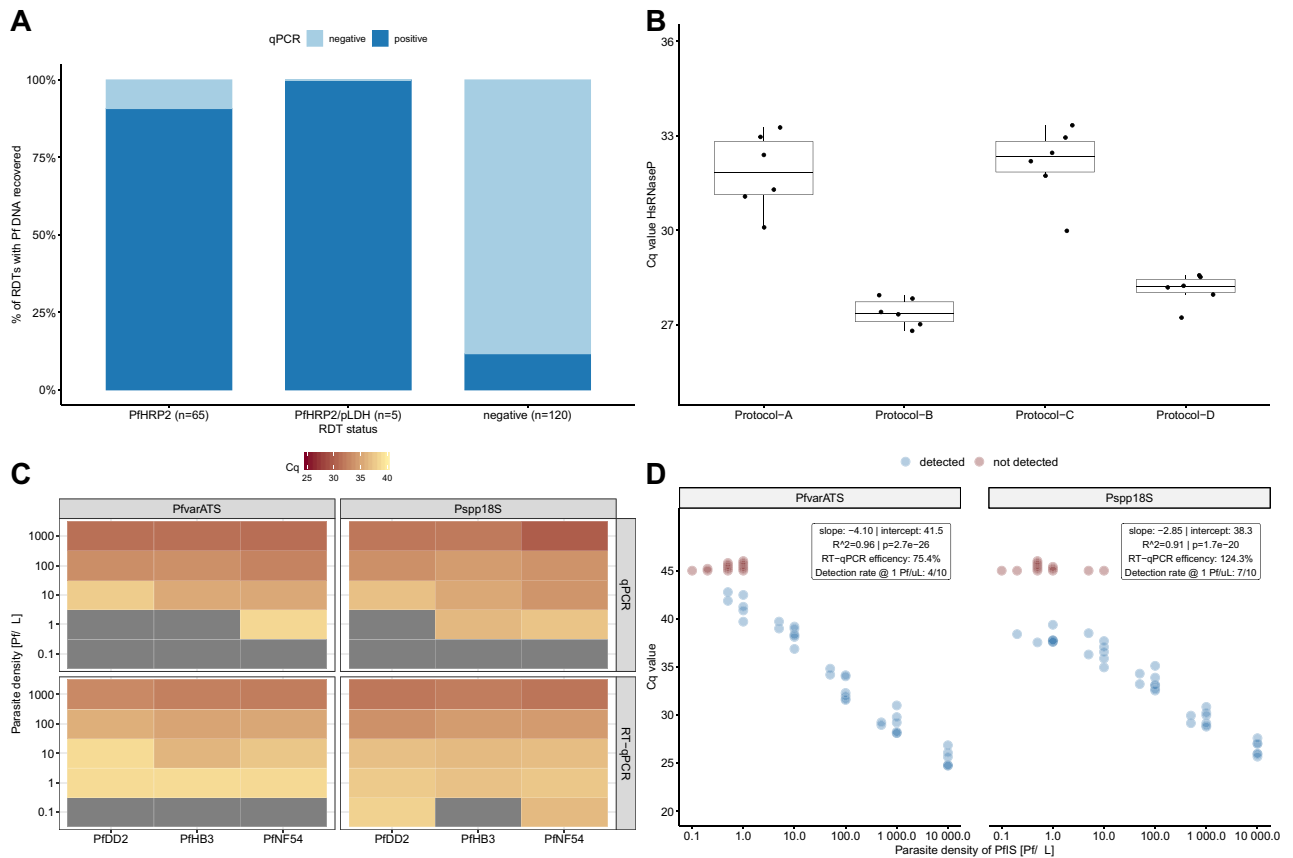 A
qPCR negative positive
100%
75%
50%
25%
0%
% of RDTs with Pf DNA recovered
PfHRP2 (n=65) PfHRP2/pLDH (n=5) negative (n=120)
RDT status
B
36
33
30
27
Cq value HsRNaseP
Protocol−A Protocol−B Protocol−C Protocol−D
C
Cq
25 30 35 40
PfvarATS Pspp18S
1000
100
10
1
0.1
qPCR
1000
100
10
1
0.1
RT−qPCR
Parasite density [Pf/ L]
PfDD2 PfHB3 PfNF54 PfDD2 PfHB3 PfNF54
D
detected not detected
PfvarATS Pspp18S
slope: −4.10 | intercept: 41.5
R^2=0.96 | p=2.7e−26
RT−qPCR efficency: 75.4%
Detection rate @ 1 Pf/uL: 4/10
slope: −2.85 | intercept: 38.3
R^2=0.91 | p=1.7e−20
RT−qPCR efficency: 124.3%
Detection rate @ 1 Pf/uL: 7/10
45
40
35
30
25
20
Cq value
0.1 1.0 10.0 100.0 1 000.0 10 000.0 0.1 1.0 10.0 100.0 1 000.0 10 000.0
Parasite density of PfIS [Pf/ L]